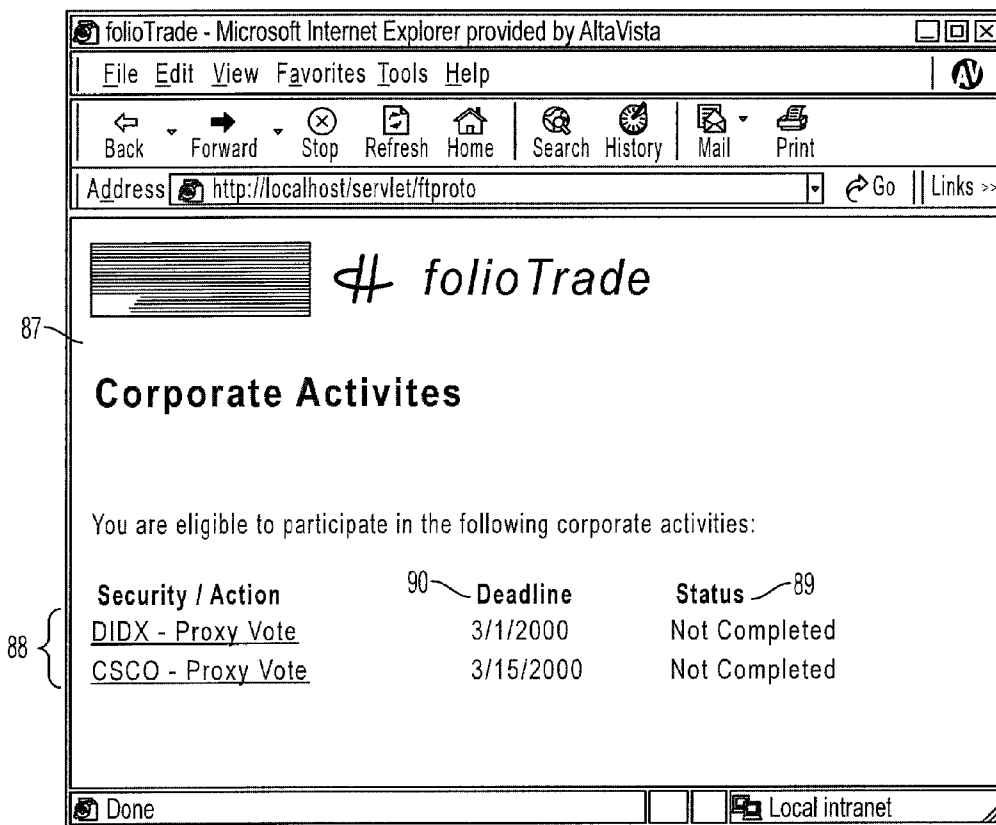 folioTrade - Microsoft Internet Explorer provided by AltaVista
File Edit View Favorites Tools Help
AV
Back Forward Stop Refresh Home Search History Mail Print
Address http://localhost/servlet/ftproto Go Links >>
folioTrade
87
Corporate Activites
You are eligible to participate in the following corporate activities:
Security / Action 90 Deadline Status 89
88
DIDX - Proxy Vote 3/1/2000 Not Completed
CSCO - Proxy Vote 3/15/2000 Not Completed
Done Local intranet